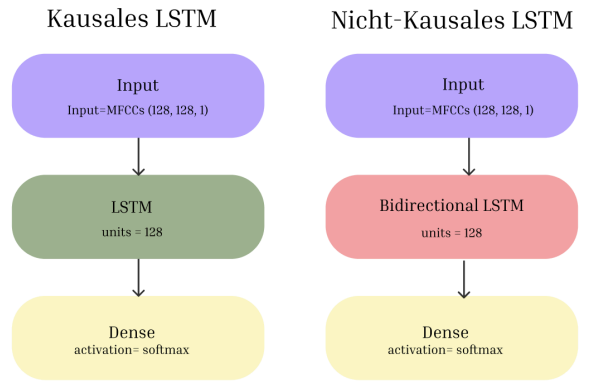 Kausales LSTM
Input
Input=MFCCs (128, 128, 1)
LSTM
units = 128
Dense
activation= softmax
Nicht-Kausales LSTM
Input
Input=MFCCs (128, 128, 1)
Bidirectional LSTM
units = 128
Dense
activation= softmax